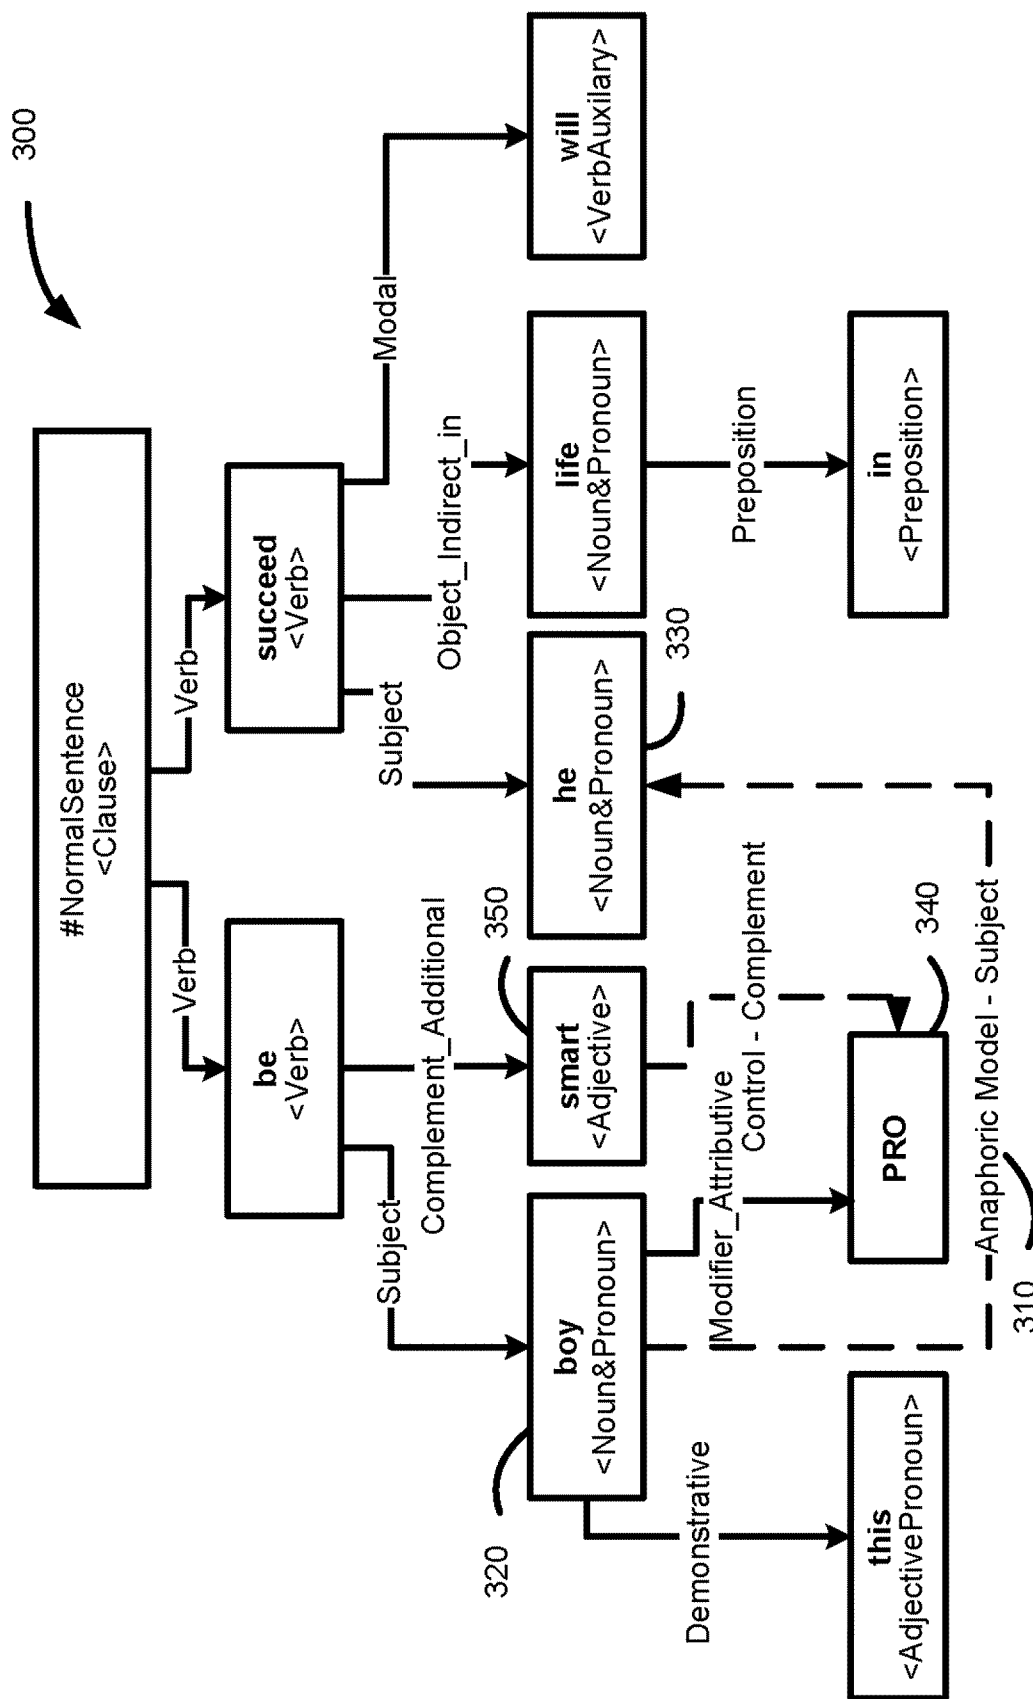 300
#NormalSentence
<Clause>
Verb
Verb
be
<Verb>
succeed
<Verb>
Subject
Complement_Additional
Subject
Object_Indirect_in
Modal
320
350
boy
<Noun&Pronoun>
smart
<Adjective>
he
<Noun&Pronoun>
life
<Noun&Pronoun>
will
<VerbAuxilary>
330
Demonstrative
Modifier_Attributive
Control - Complement
Preposition
this
<AdjectivePronoun>
PRO
340
in
<Preposition>
Anaphoric Model - Subject
310